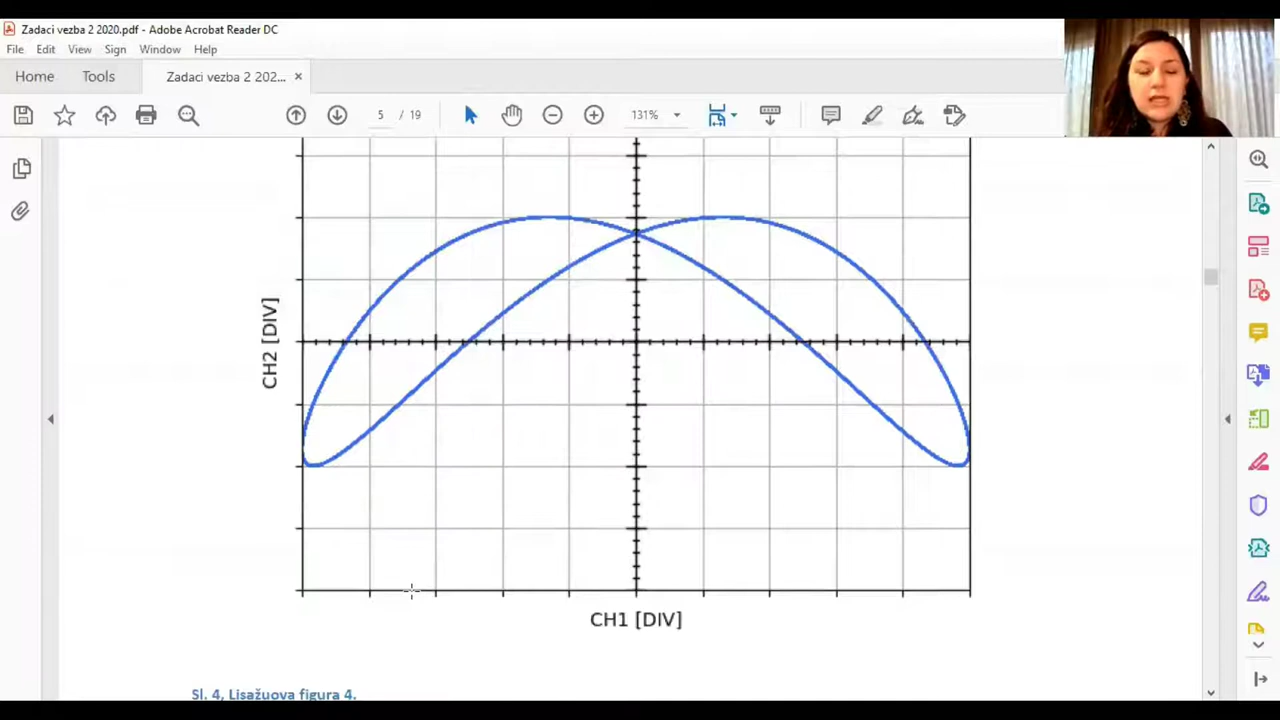 Zadaci vezba 2 2020.pdf - Adobe Acrobat Reader DC
File Edit View Sign Window Help
Home Tools Zadaci vezba 2 202... ×
5 / 19 131%
CH2 [DIV]
CH1 [DIV]
Sl. 4, Lisažuova figura 4.